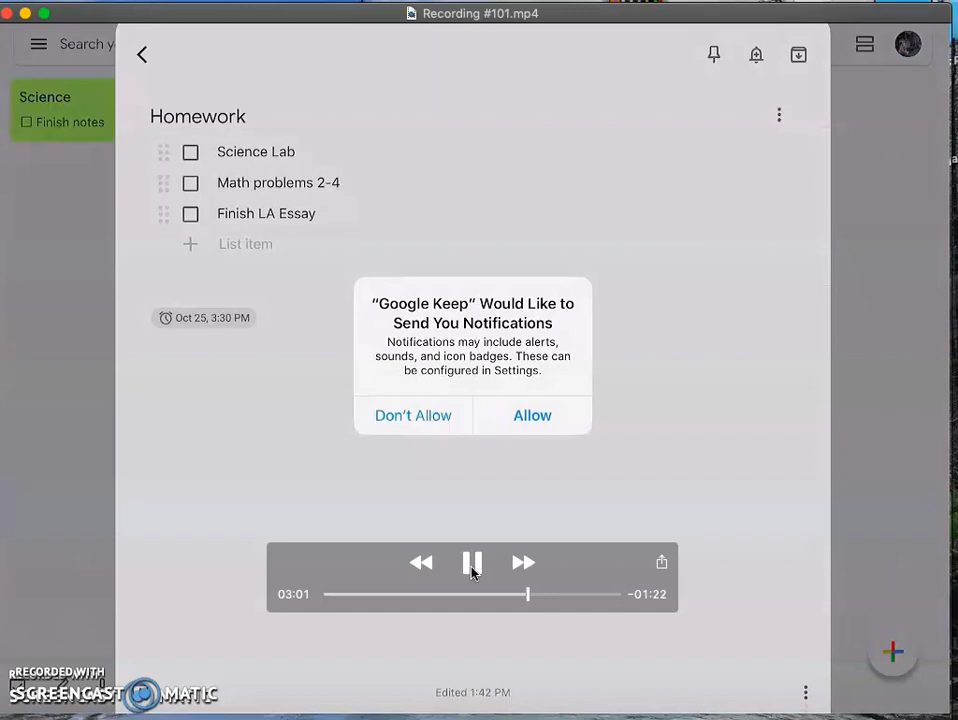 Recording #101.mp4
Search y
Science
Finish notes
Homework
Science Lab
Math problems 2-4
Finish LA Essay
List item
Oct 25, 3:30 PM
“Google Keep” Would Like to
Send You Notifications
Notifications may include alerts,
sounds, and icon badges. These can
be configured in Settings.
Don’t Allow
Allow
03:01
-01:22
RECORDED WITH
SCREENCAST MATIC
Edited 1:42 PM